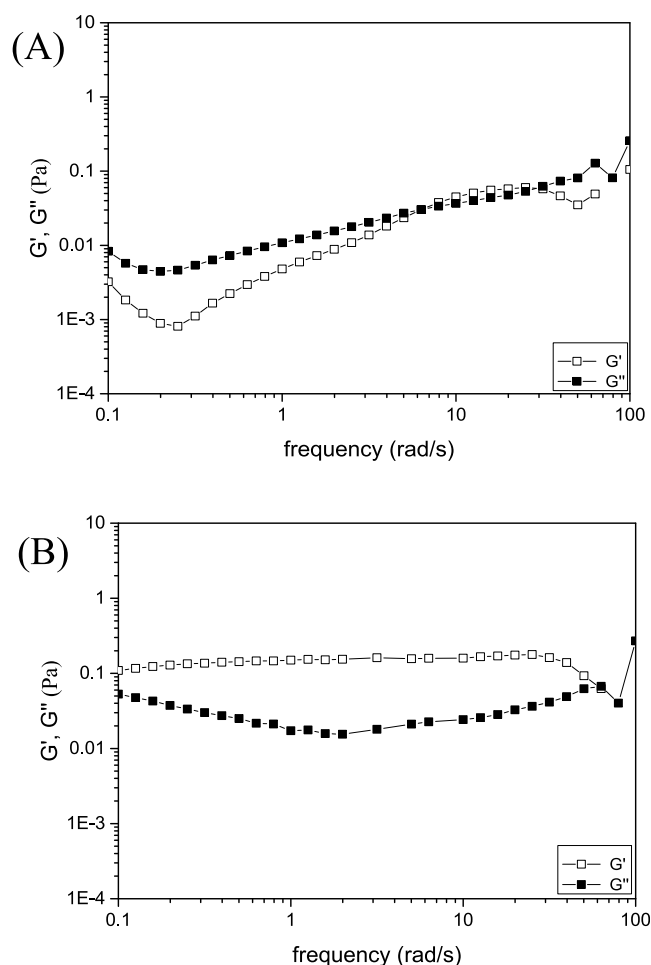 (A)
10
1
0.1
0.01
1E-3
1E-4
G', G'' (Pa)
G'
G''
0.1 1 10 100
frequency (rad/s)
(B)
10
1
0.1
0.01
1E-3
1E-4
G', G'' (Pa)
G'
G''
0.1 1 10 100
frequency (rad/s)